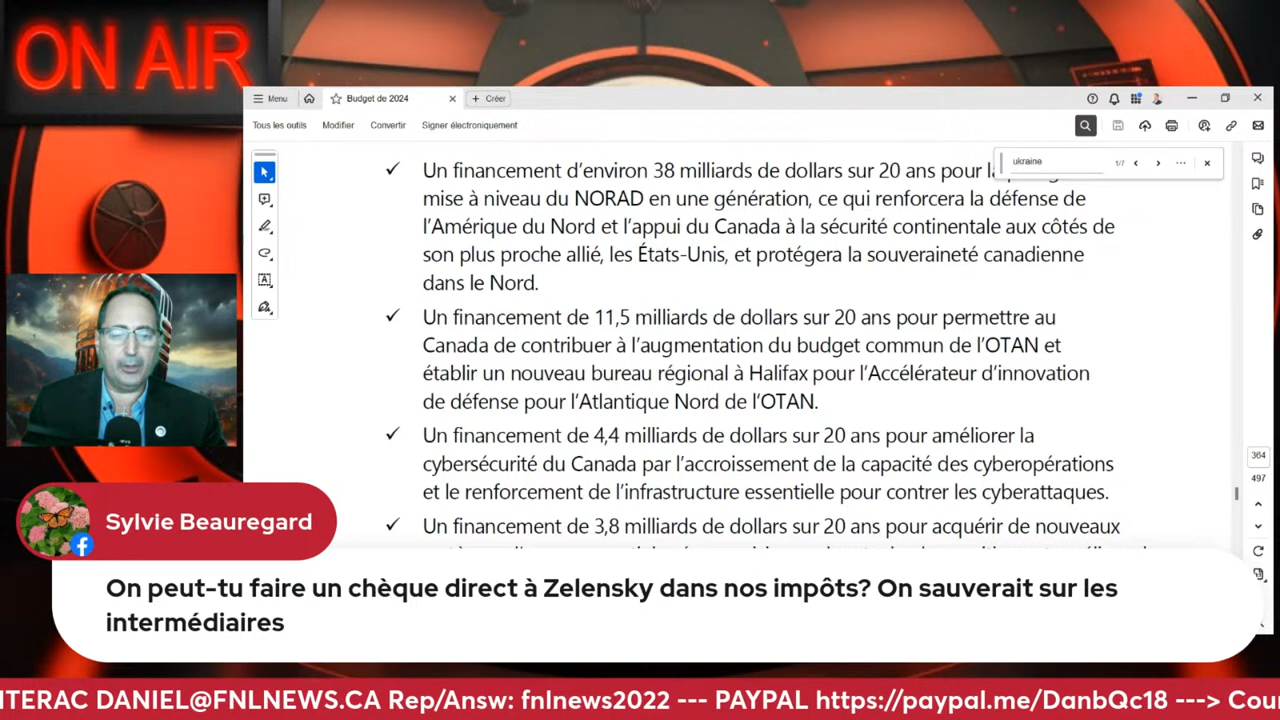 ON AIR
Menu
Budget de 2024
Créer
Tous les outils Modifier Convertir Signer électroniquement
ukraine 1/7
Un financement d'environ 38 milliards de dollars sur 20 ans pour
mise à niveau du NORAD en une génération, ce qui renforcera la défense de
l'Amérique du Nord et l'appui du Canada à la sécurité continentale aux côtés de
son plus proche allié, les États-Unis, et protégera la souveraineté canadienne
dans le Nord.
Un financement de 11,5 milliards de dollars sur 20 ans pour permettre au
Canada de contribuer à l'augmentation du budget commun de l'OTAN et
établir un nouveau bureau régional à Halifax pour l'Accélérateur d'innovation
de défense pour l'Atlantique Nord de l'OTAN.
Un financement de 4,4 milliards de dollars sur 20 ans pour améliorer la
cybersécurité du Canada par l'accroissement de la capacité des cyberopérations
et le renforcement de l'infrastructure essentielle pour contrer les cyberattaques.
Un financement de 3,8 milliards de dollars sur 20 ans pour acquérir de nouveaux
364
497
Sylvie Beauregard
On peut-tu faire un chèque direct à Zelensky dans nos impôts? On sauverait sur les
intermédiaires
ITERAC DANIEL@FNLNEWS.CA Rep/Answ: fnlnews2022 --- PAYPAL https://paypal.me/DanbQc18 ---> Cou